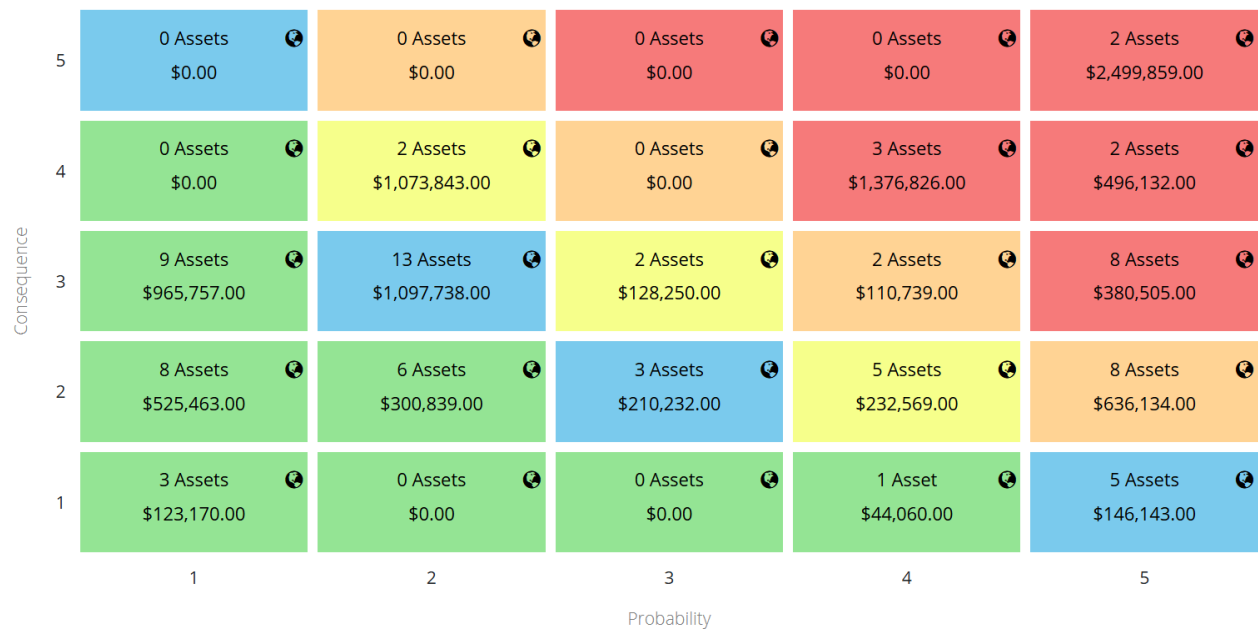 0 Assets 0 Assets 0 Assets 0 Assets 2 Assets
5
$0.00 $0.00 $0.00 $0.00 $2,499,859.00
0 Assets 2 Assets 0 Assets 3 Assets 2 Assets
4
$0.00 $1,073,843.00 $0.00 $1,376,826.00 $496,132.00
9 Assets 13 Assets 2 Assets 2 Assets 8 Assets
Consequence
3
$965,757.00 $1,097,738.00 $128,250.00 $110,739.00 $380,505.00
8 Assets 6 Assets 3 Assets 5 Assets 8 Assets
2
$525,463.00 $300,839.00 $210,232.00 $232,569.00 $636,134.00
3 Assets 0 Assets 0 Assets 1 Asset 5 Assets
1
$123,170.00 $0.00 $0.00 $44,060.00 $146,143.00
1 2 3 4 5
Probability